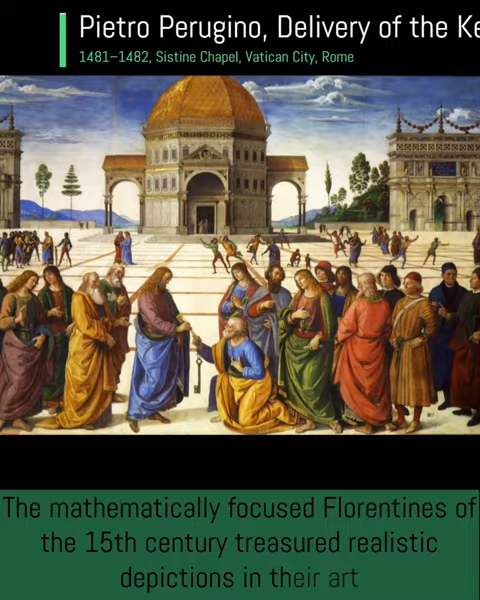 Pietro Perugino, Delivery of the Ke
1481–1482, Sistine Chapel, Vatican City, Rome
The mathematically focused Florentines of
the 15th century treasured realistic
depictions in their art